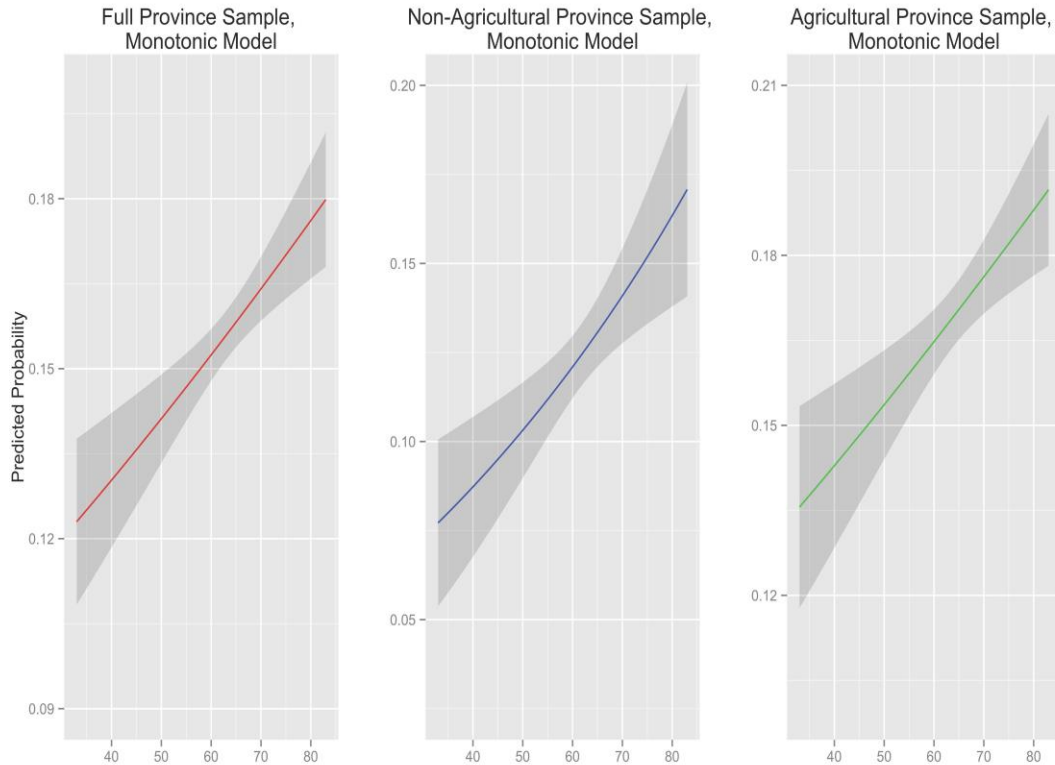 Full Province Sample,
Monotonic Model
Non-Agricultural Province Sample,
Monotonic Model
Agricultural Province Sample,
Monotonic Model
Predicted Probability
0.18
0.15
0.12
0.09
40 50 60 70 80
0.20
0.15
0.10
0.05
40 50 60 70 80
0.21
0.18
0.15
0.12
40 50 60 70 80